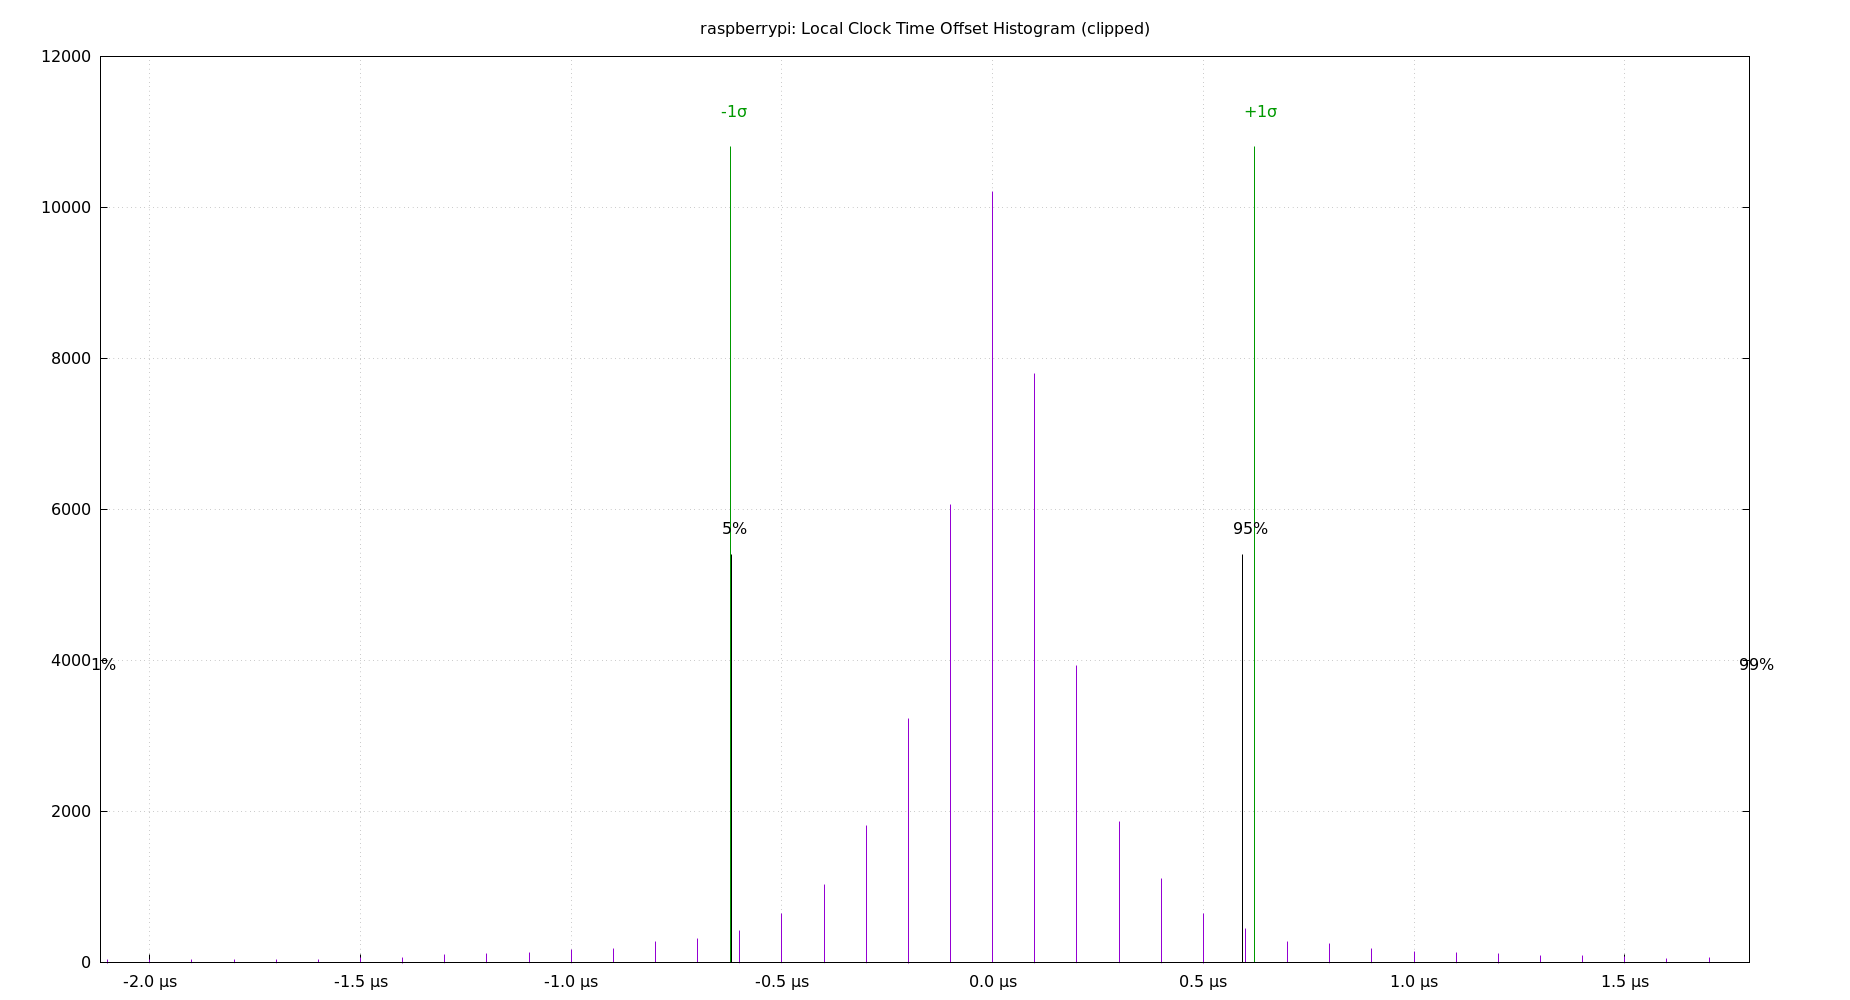 raspberrypi: Local Clock Time Offset Histogram (clipped)
12000
-1σ
+1σ
10000
8000
6000
5%
95%
4000
1%
99%
2000
0
-2.0 µs
-1.5 µs
-1.0 µs
-0.5 µs
0.0 µs
0.5 µs
1.0 µs
1.5 µs